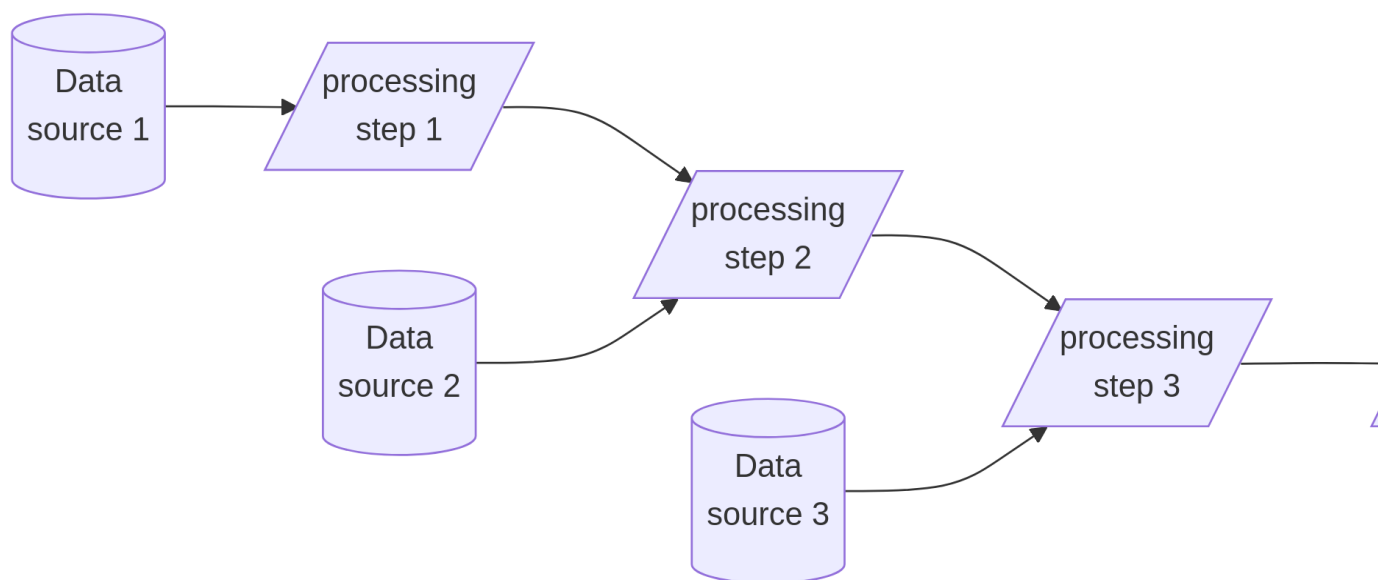 Data
source 1
processing
step 1
processing
step 2
Data
source 2
processing
step 3
Data
source 3